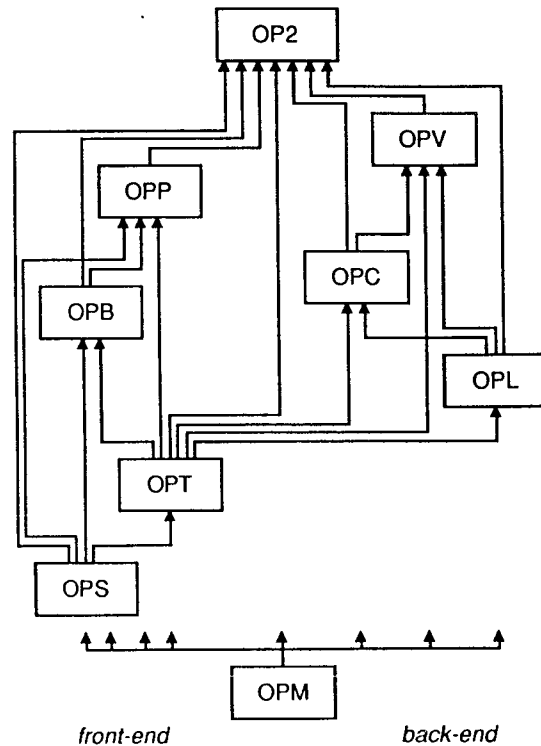 OP2
OPV
OPP
OPC
OPB
OPL
OPT
OPS
OPM
front-end
back-end